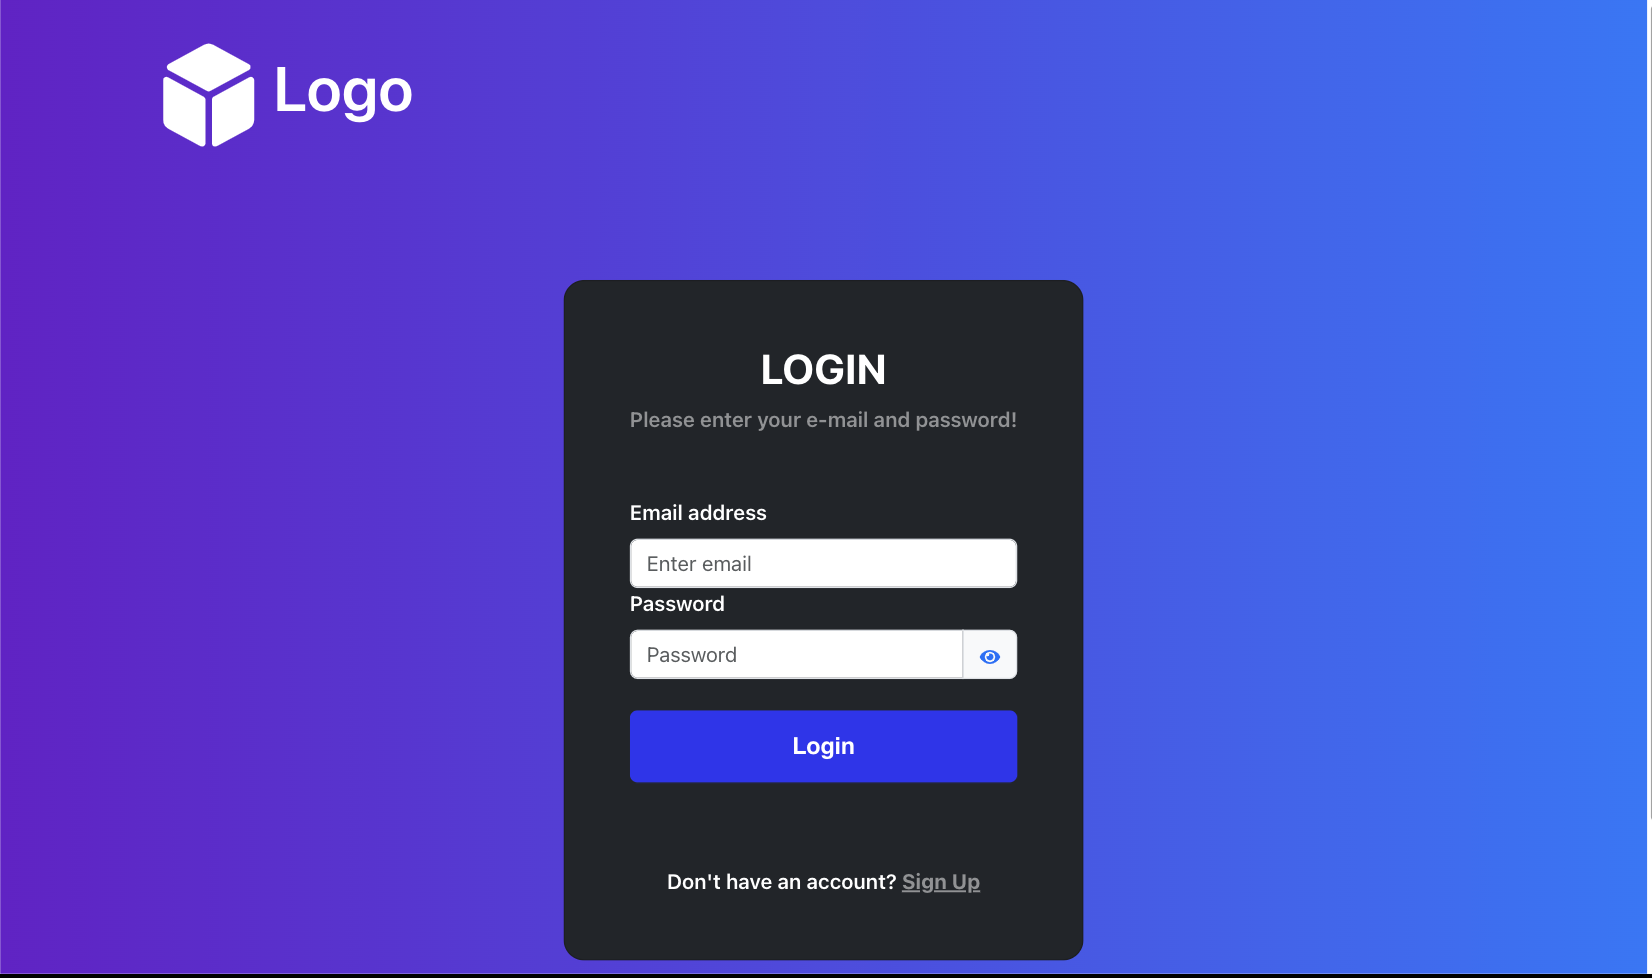 Logo
LOGIN
Please enter your e-mail and password!
Email address
Enter email
Password
Password
Login
Don't have an account? Sign Up